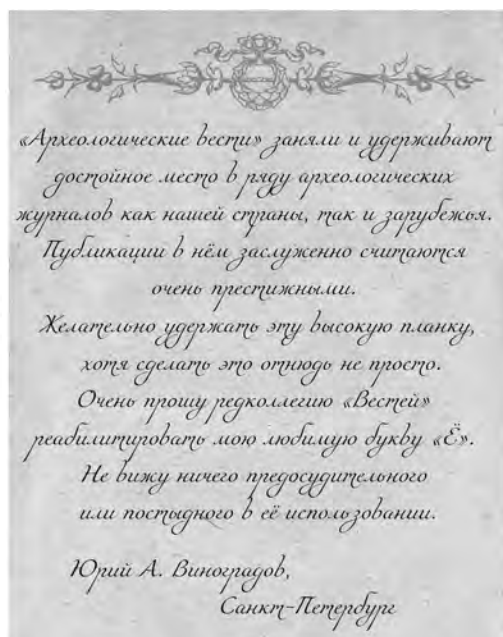 «Археологические вести» заняли и удерживают
достойное место в ряду археологических
журналов как нашей страны, так и зарубежья.
Публикации в нём заслуженно считаются
очень престижными.
Желательно удержать эту высокую планку,
хотя сделать это отнюдь не просто.
Очень прошу редколлегию «Вестей»
реабилитировать мою любимую букву «Ё».
Не вижу ничего предосудительного
или постыдного в её использовании.
Юрий А. Виноградов,
Санкт-Петербург